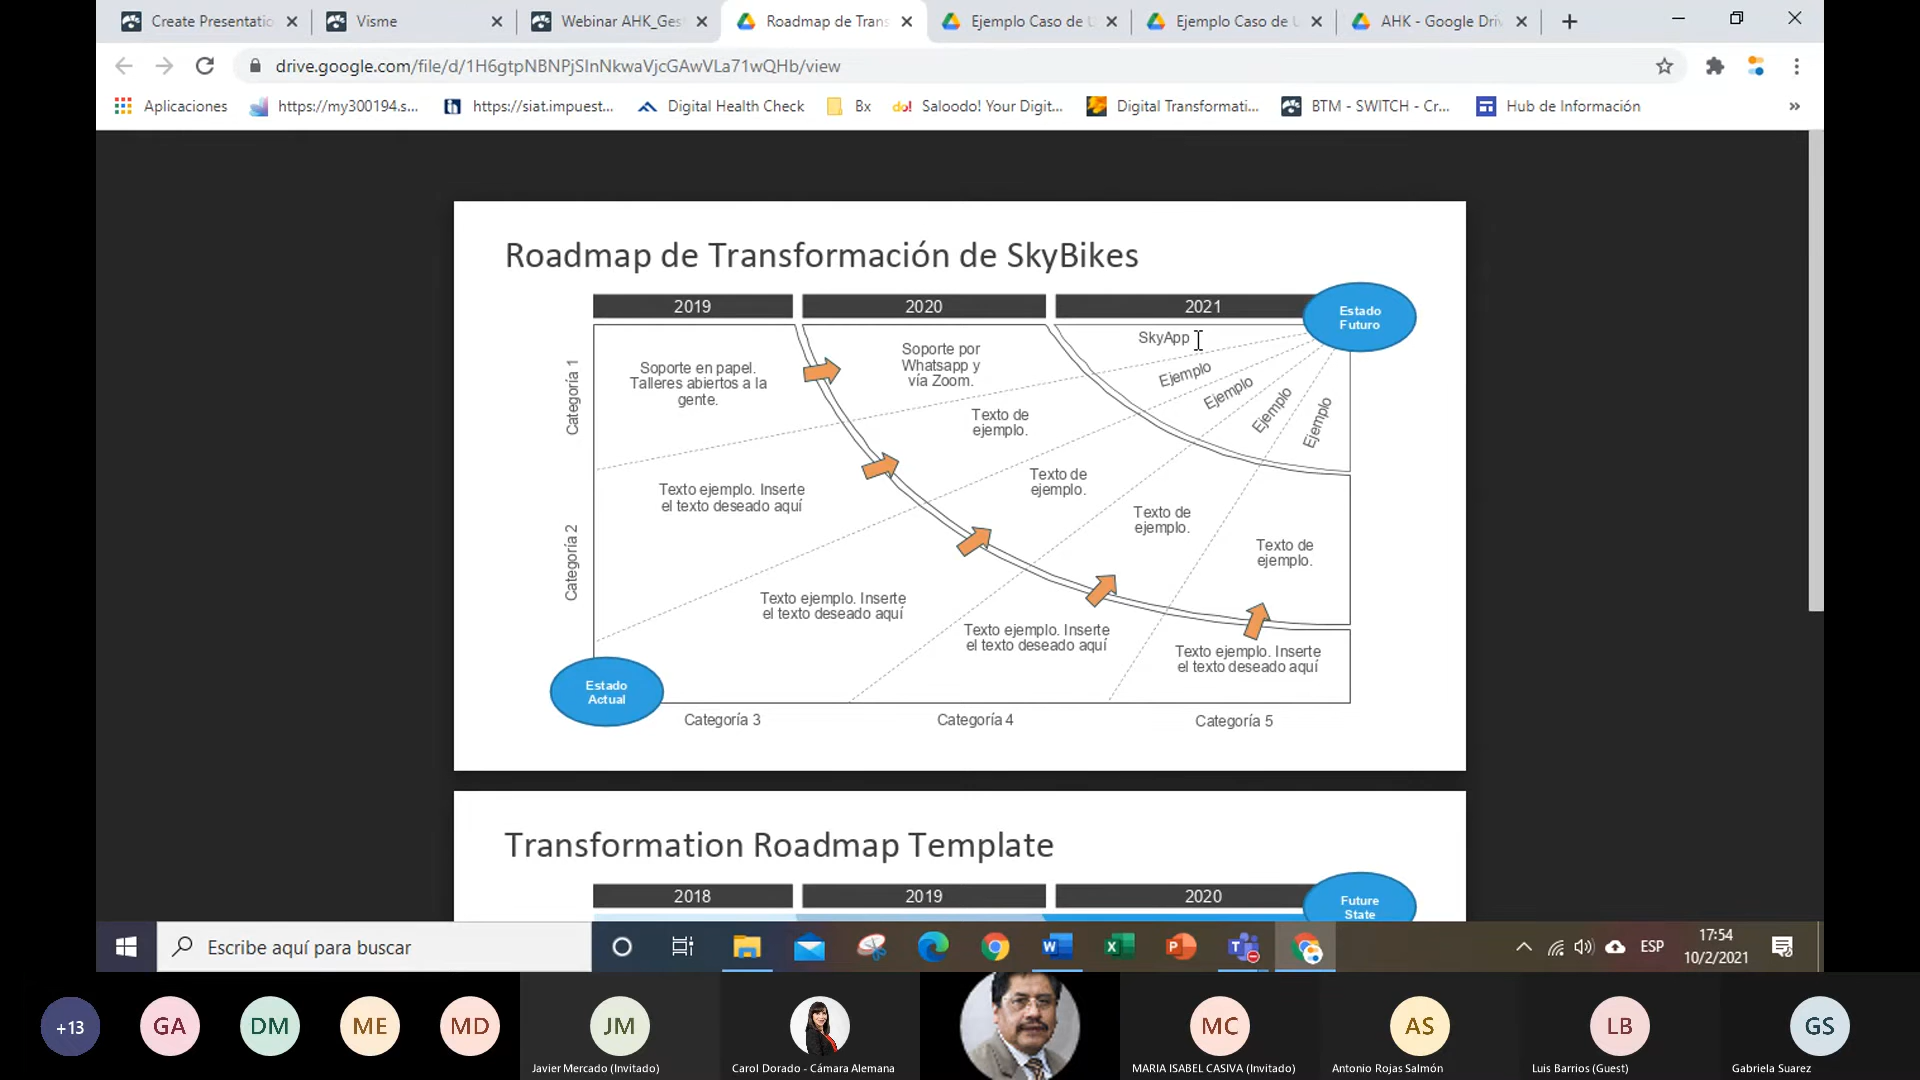 Create Presentatio
Visme
Webinar AHK_Ges
Roadmap de Trans
Ejemplo Caso de U
Ejemplo Caso de U
AHK - Google Driv
drive.google.com/file/d/1H6gtpNBNPjSInNkwaVjcGAwVLa71wQHb/view
Aplicaciones
https://my300194.s...
https://siat.impuest...
Digital Health Check
Bx
do!
Saloodo! Your Digit...
Digital Transformati...
BTM - SWITCH - Cr...
Hub de Información
»
Roadmap de Transformación de SkyBikes
2019
2020
2021
Estado
Futuro
Categoría 1
Soporte en papel.
Talleres abiertos a la
gente.
Soporte por
Whatsapp y
vía Zoom.
SkyApp
Ejemplo
Ejemplo
Ejemplo
Ejemplo
Texto de
ejemplo.
Texto de
ejemplo.
Texto de
ejemplo.
Texto de
ejemplo.
Categoría 2
Texto ejemplo. Inserte
el texto deseado aquí
Texto ejemplo. Inserte
el texto deseado aquí
Texto ejemplo. Inserte
el texto deseado aquí
Texto ejemplo. Inserte
el texto deseado aquí
Estado
Actual
Categoría 3
Categoría 4
Categoría 5
Transformation Roadmap Template
2018
2019
2020
Future
State
Escribe aquí para buscar
ESP
17:54
10/2/2021
+13
GA
DM
ME
MD
JM
MC
AS
LB
GS
Javier Mercado (Invitado)
Carol Dorado - Cámara Alemana
MARIA ISABEL CASIVA (Invitado)
Antonio Rojas Salmón
Luis Barrios (Guest)
Gabriela Suarez